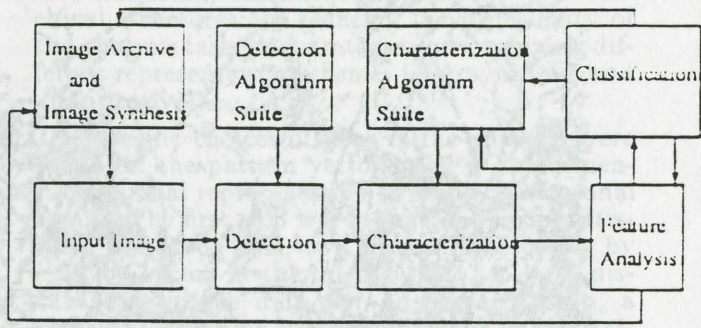 Image Archive
and
Image Synthesis
Detection
Algorithm
Suite
Characterization
Algorithm
Suite
Classification
Input Image
Detection
Characterization
Feature
Analysis